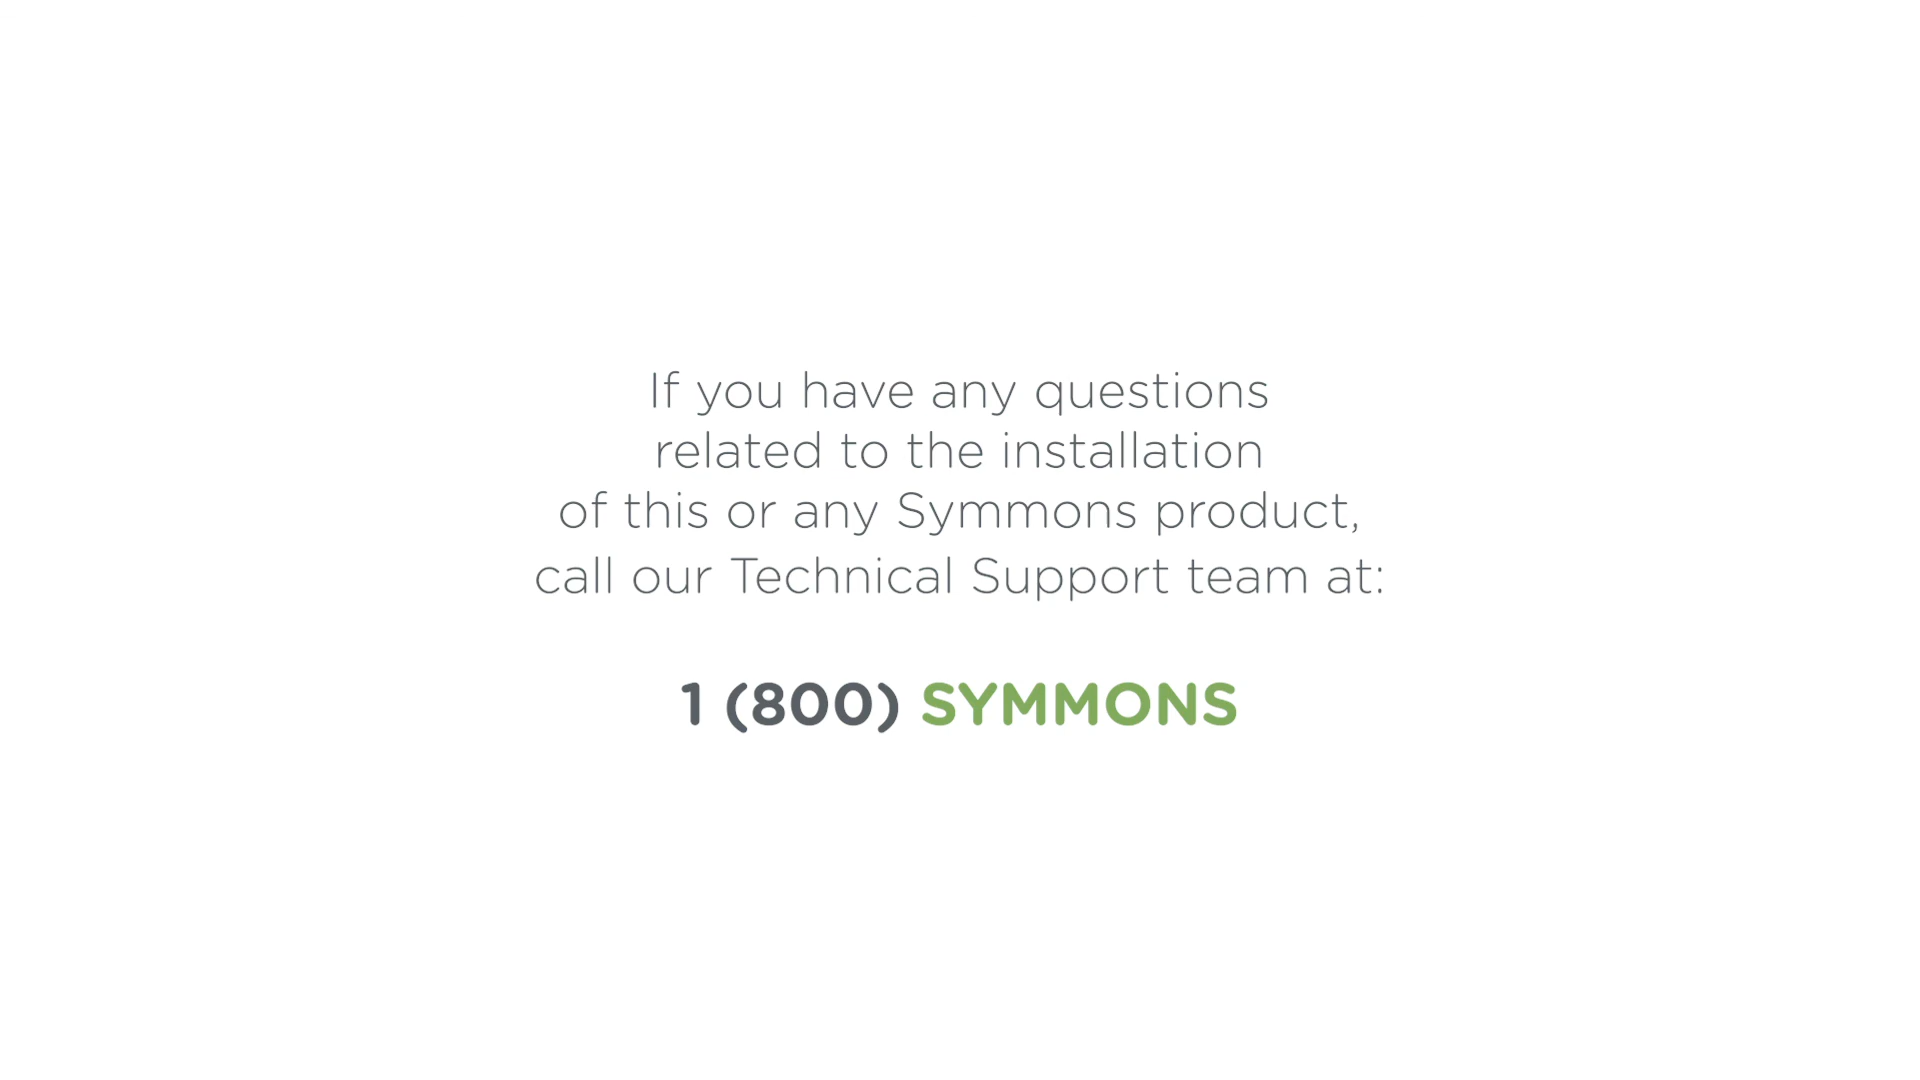 If you have any questions
related to the installation
of this or any Symmons product,
call our Technical Support team at:
1 (800) SYMMONS